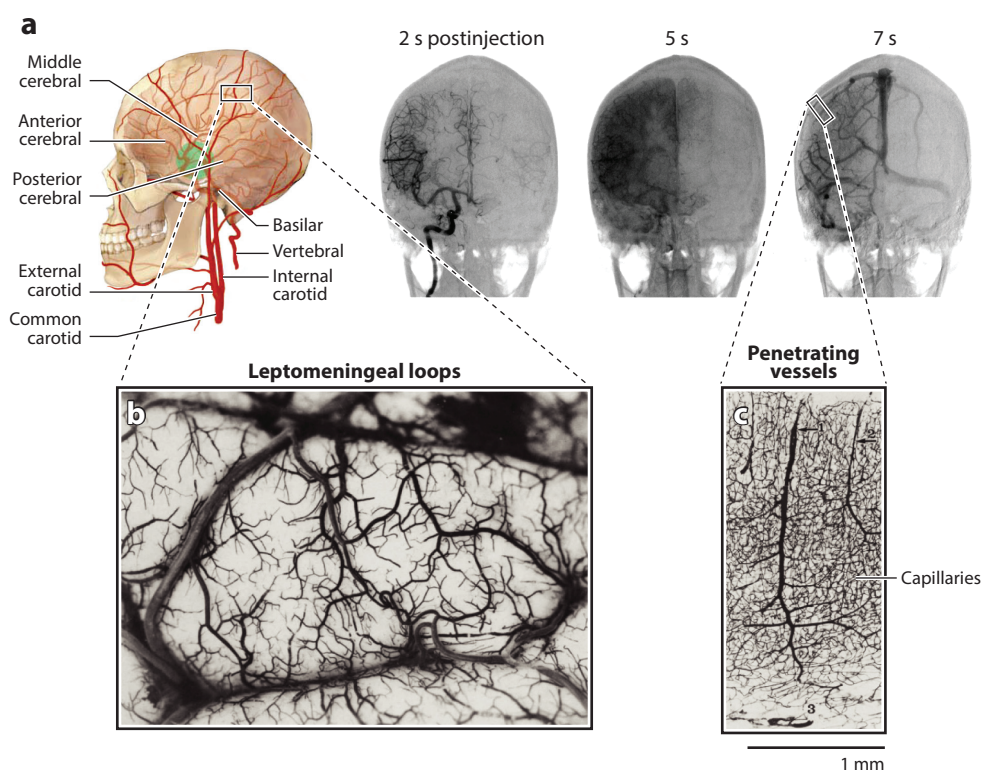 a
2 s postinjection
5 s
7 s
Middle
cerebral
Anterior
cerebral
Posterior
cerebral
External
carotid
Common
carotid
Basilar
Vertebral
Internal
carotid
Leptomeningeal loops
b
Penetrating
vessels
c
1
2
Capillaries
3
1 mm